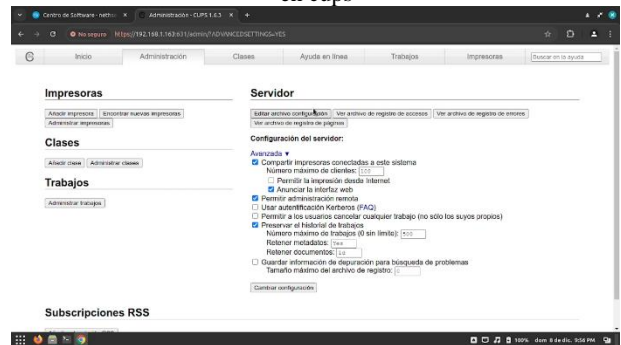 en cups
Centro de Software - nethse
Administración - CUPS 1.6.3
No seguro https://192.168.1.163:631/admin/?ADVANCEDSETTINGS=YES
Inicio Administración Clases Ayuda en línea Trabajos Impresoras Buscar en la ayuda
Impresoras
Añadir impresora Encontrar nuevas impresoras
Administrar impresoras
Clases
Añadir clase Administrar clases
Trabajos
Administrar trabajos
Servidor
Editar archivo configuración Ver archivo de registro de accesos Ver archivo de registro de errores
Ver archivo de registro de páginas
Configuración del servidor:
Avanzada ▼
Compartir impresoras conectadas a este sistema
Número máximo de clientes: 100
Permitir la impresión desde Internet
Anunciar la interfaz web
Permitir administración remota
Usar autentificación Kerberos (FAQ)
Permitir a los usuarios cancelar cualquier trabajo (no sólo los suyos propios)
Preservar el historial de trabajos
Número máximo de trabajos (0 sin límite): 500
Retener metadatos: Yes
Retener documentos:
Guardar información de depuración para búsqueda de problemas
Tamaño máximo del archivo de registro:
Cambiar configuración
Subscripciones RSS
100% dom 8 de dic. 9:56 PM